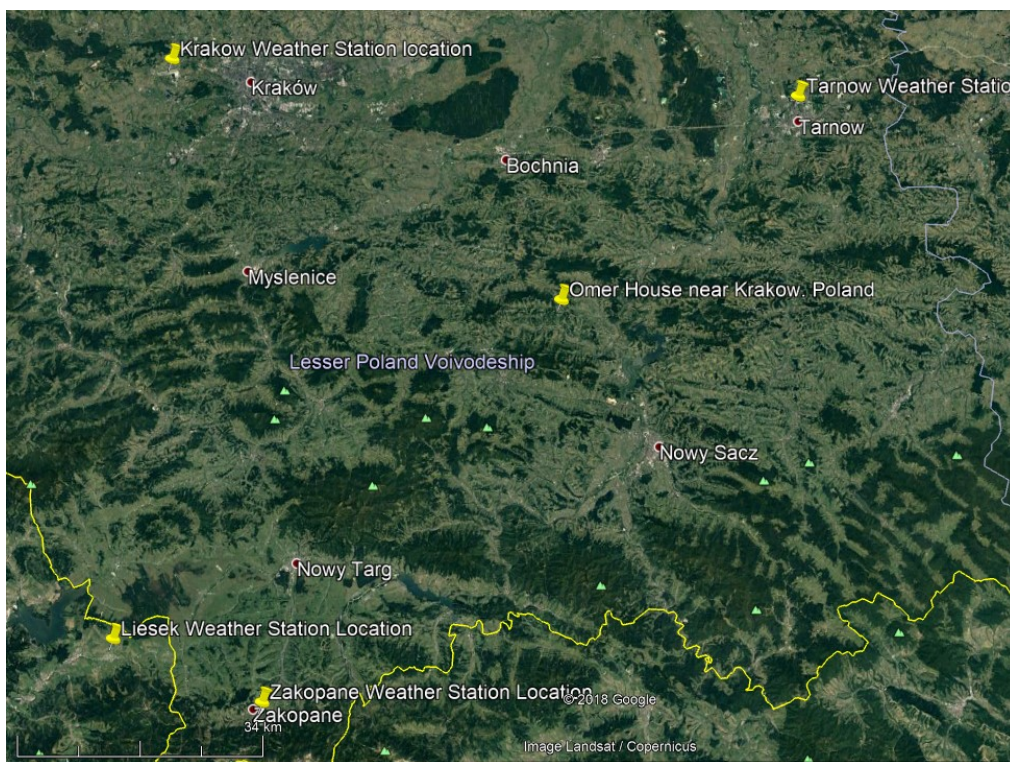 Krakow Weather Station location
Kraków
Tarnow Weather Statio
Tarnow
Bochnia
Myslenice
Omer House near Krakow. Poland
Lesser Poland Voivodeship
Nowy Sacz
Nowy Targ
Liesek Weather Station Location
Zakopane Weather Station Location
©2018 Google
Zakopane
34 km
Image Landsat / Copernicus